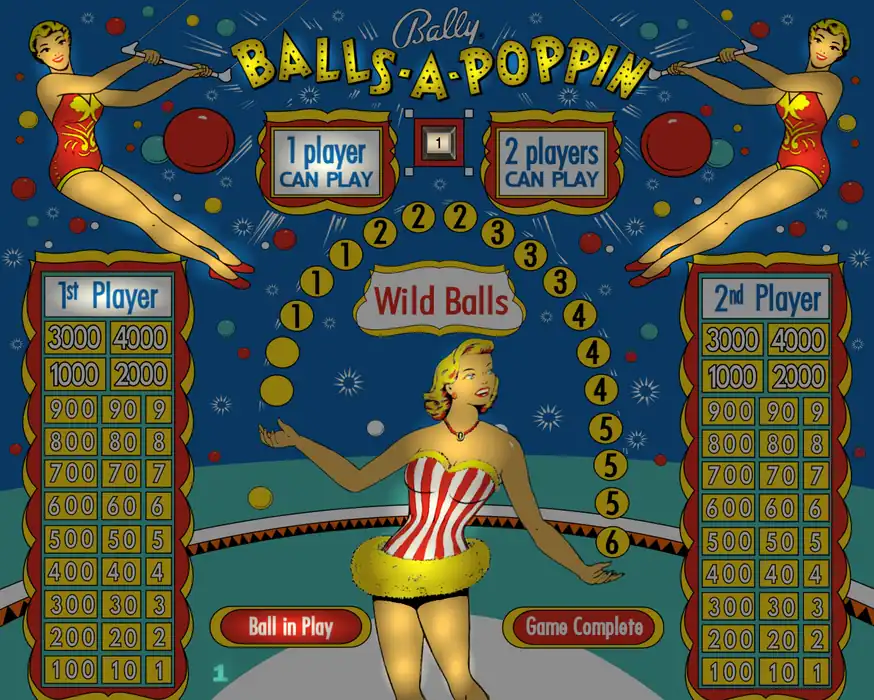 Bally
BALLS-A-POPPIN
1 player
CAN PLAY
1
2 players
CAN PLAY
1 1 1 2 2 2 3 3 3 4 4 4 5 5 5 6
Wild Balls
1st Player
3000 4000
1000 2000
900 90 9
800 80 8
700 70 7
600 60 6
500 50 5
400 40 4
300 30 3
200 20 2
100 10 1
2nd Player
3000 4000
1000 2000
900 90 9
800 80 8
700 70 7
600 60 6
500 50 5
400 40 4
300 30 3
200 20 2
100 10 1
Ball in Play
Game Complete
1